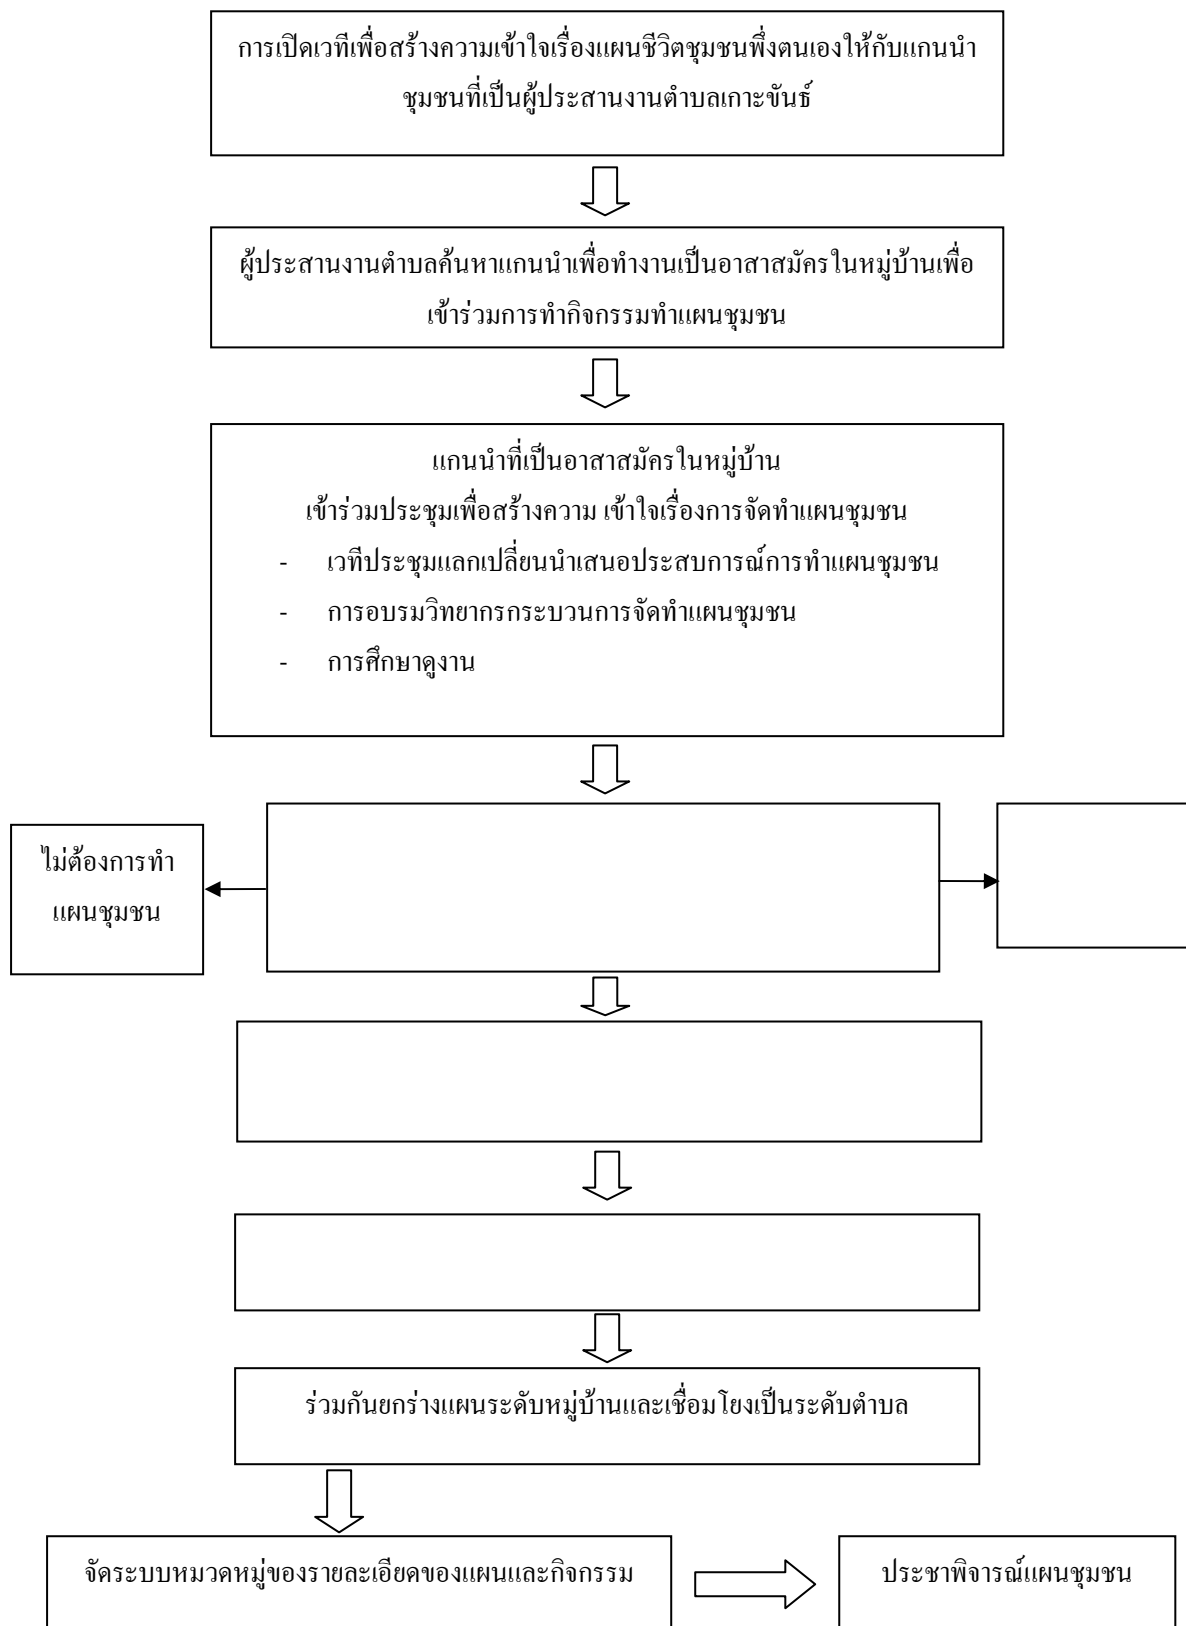 การเปิดเวทีเพื่อสร้างความเข้าใจเรื่องแผนชีวิตชุมชนพึ่งตนเองให้กับแกนนำ
ชุมชนที่เป็นผู้ประสานงานตำบลเกาะขันธ์
ผู้ประสานงานตำบลค้นหาแกนนำเพื่อทำงานเป็นอาสาสมัครในหมู่บ้านเพื่อ
เข้าร่วมการทำกิจกรรมทำแผนชุมชน
แกนนำที่เป็นอาสาสมัครในหมู่บ้าน
เข้าร่วมประชุมเพื่อสร้างความ เข้าใจเรื่องการจัดทำแผนชุมชน
- เวทีประชุมแลกเปลี่ยนนำเสนอประสบการณ์การทำแผนชุมชน
- การอบรมวิทยากรกระบวนการจัดทำแผนชุมชน
- การศึกษาดูงาน
ไม่ต้องการทำ
แผนชุมชน
ร่วมกันยกร่างแผนระดับหมู่บ้านและเชื่อมโยงเป็นระดับตำบล
จัดระบบหมวดหมู่ของรายละเอียดของแผนและกิจกรรม
ประชาพิจารณ์แผนชุมชน